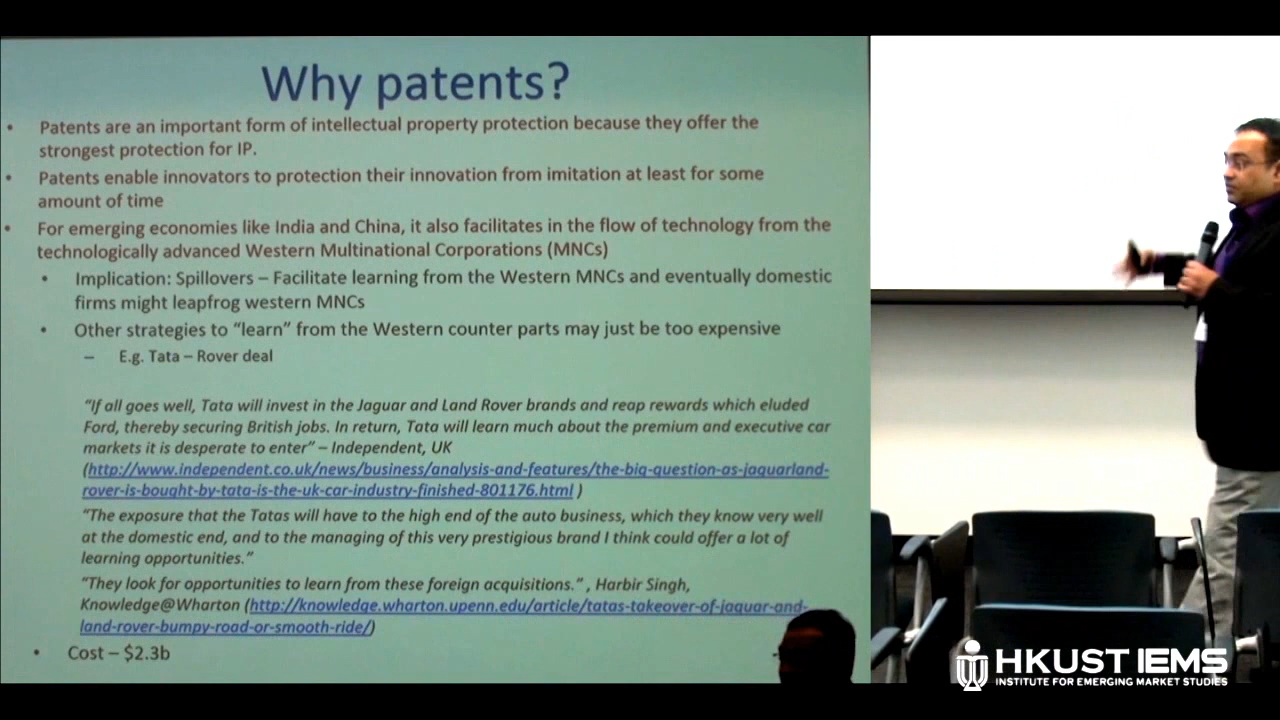 Why patents?
• Patents are an important form of intellectual property protection because they offer the
strongest protection for IP.
• Patents enable innovators to protection their innovation from imitation at least for some
amount of time
• For emerging economies like India and China, it also facilitates in the flow of technology from the
technologically advanced Western Multinational Corporations (MNCs)
• Implication: Spillovers – Facilitate learning from the Western MNCs and eventually domestic
firms might leapfrog western MNCs
• Other strategies to “learn” from the Western counter parts may just be too expensive
– E.g. Tata – Rover deal
“If all goes well, Tata will invest in the Jaguar and Land Rover brands and reap rewards which eluded
Ford, thereby securing British jobs. In return, Tata will learn much about the premium and executive car
markets it is desperate to enter” – Independent, UK
(http://www.independent.co.uk/news/business/analysis-and-features/the-big-question-as-jaguarland-
rover-is-bought-by-tata-is-the-uk-car-industry-finished-801176.html )
“The exposure that the Tatas will have to the high end of the auto business, which they know very well
at the domestic end, and to the managing of this very prestigious brand I think could offer a lot of
learning opportunities.”
“They look for opportunities to learn from these foreign acquisitions.” , Harbir Singh,
Knowledge@Wharton (http://knowledge.wharton.upenn.edu/article/tatas-takeover-of-jaguar-and-
land-rover-bumpy-road-or-smooth-ride/)
• Cost – $2.3b
HKUST IEMS
INSTITUTE FOR EMERGING MARKET STUDIES